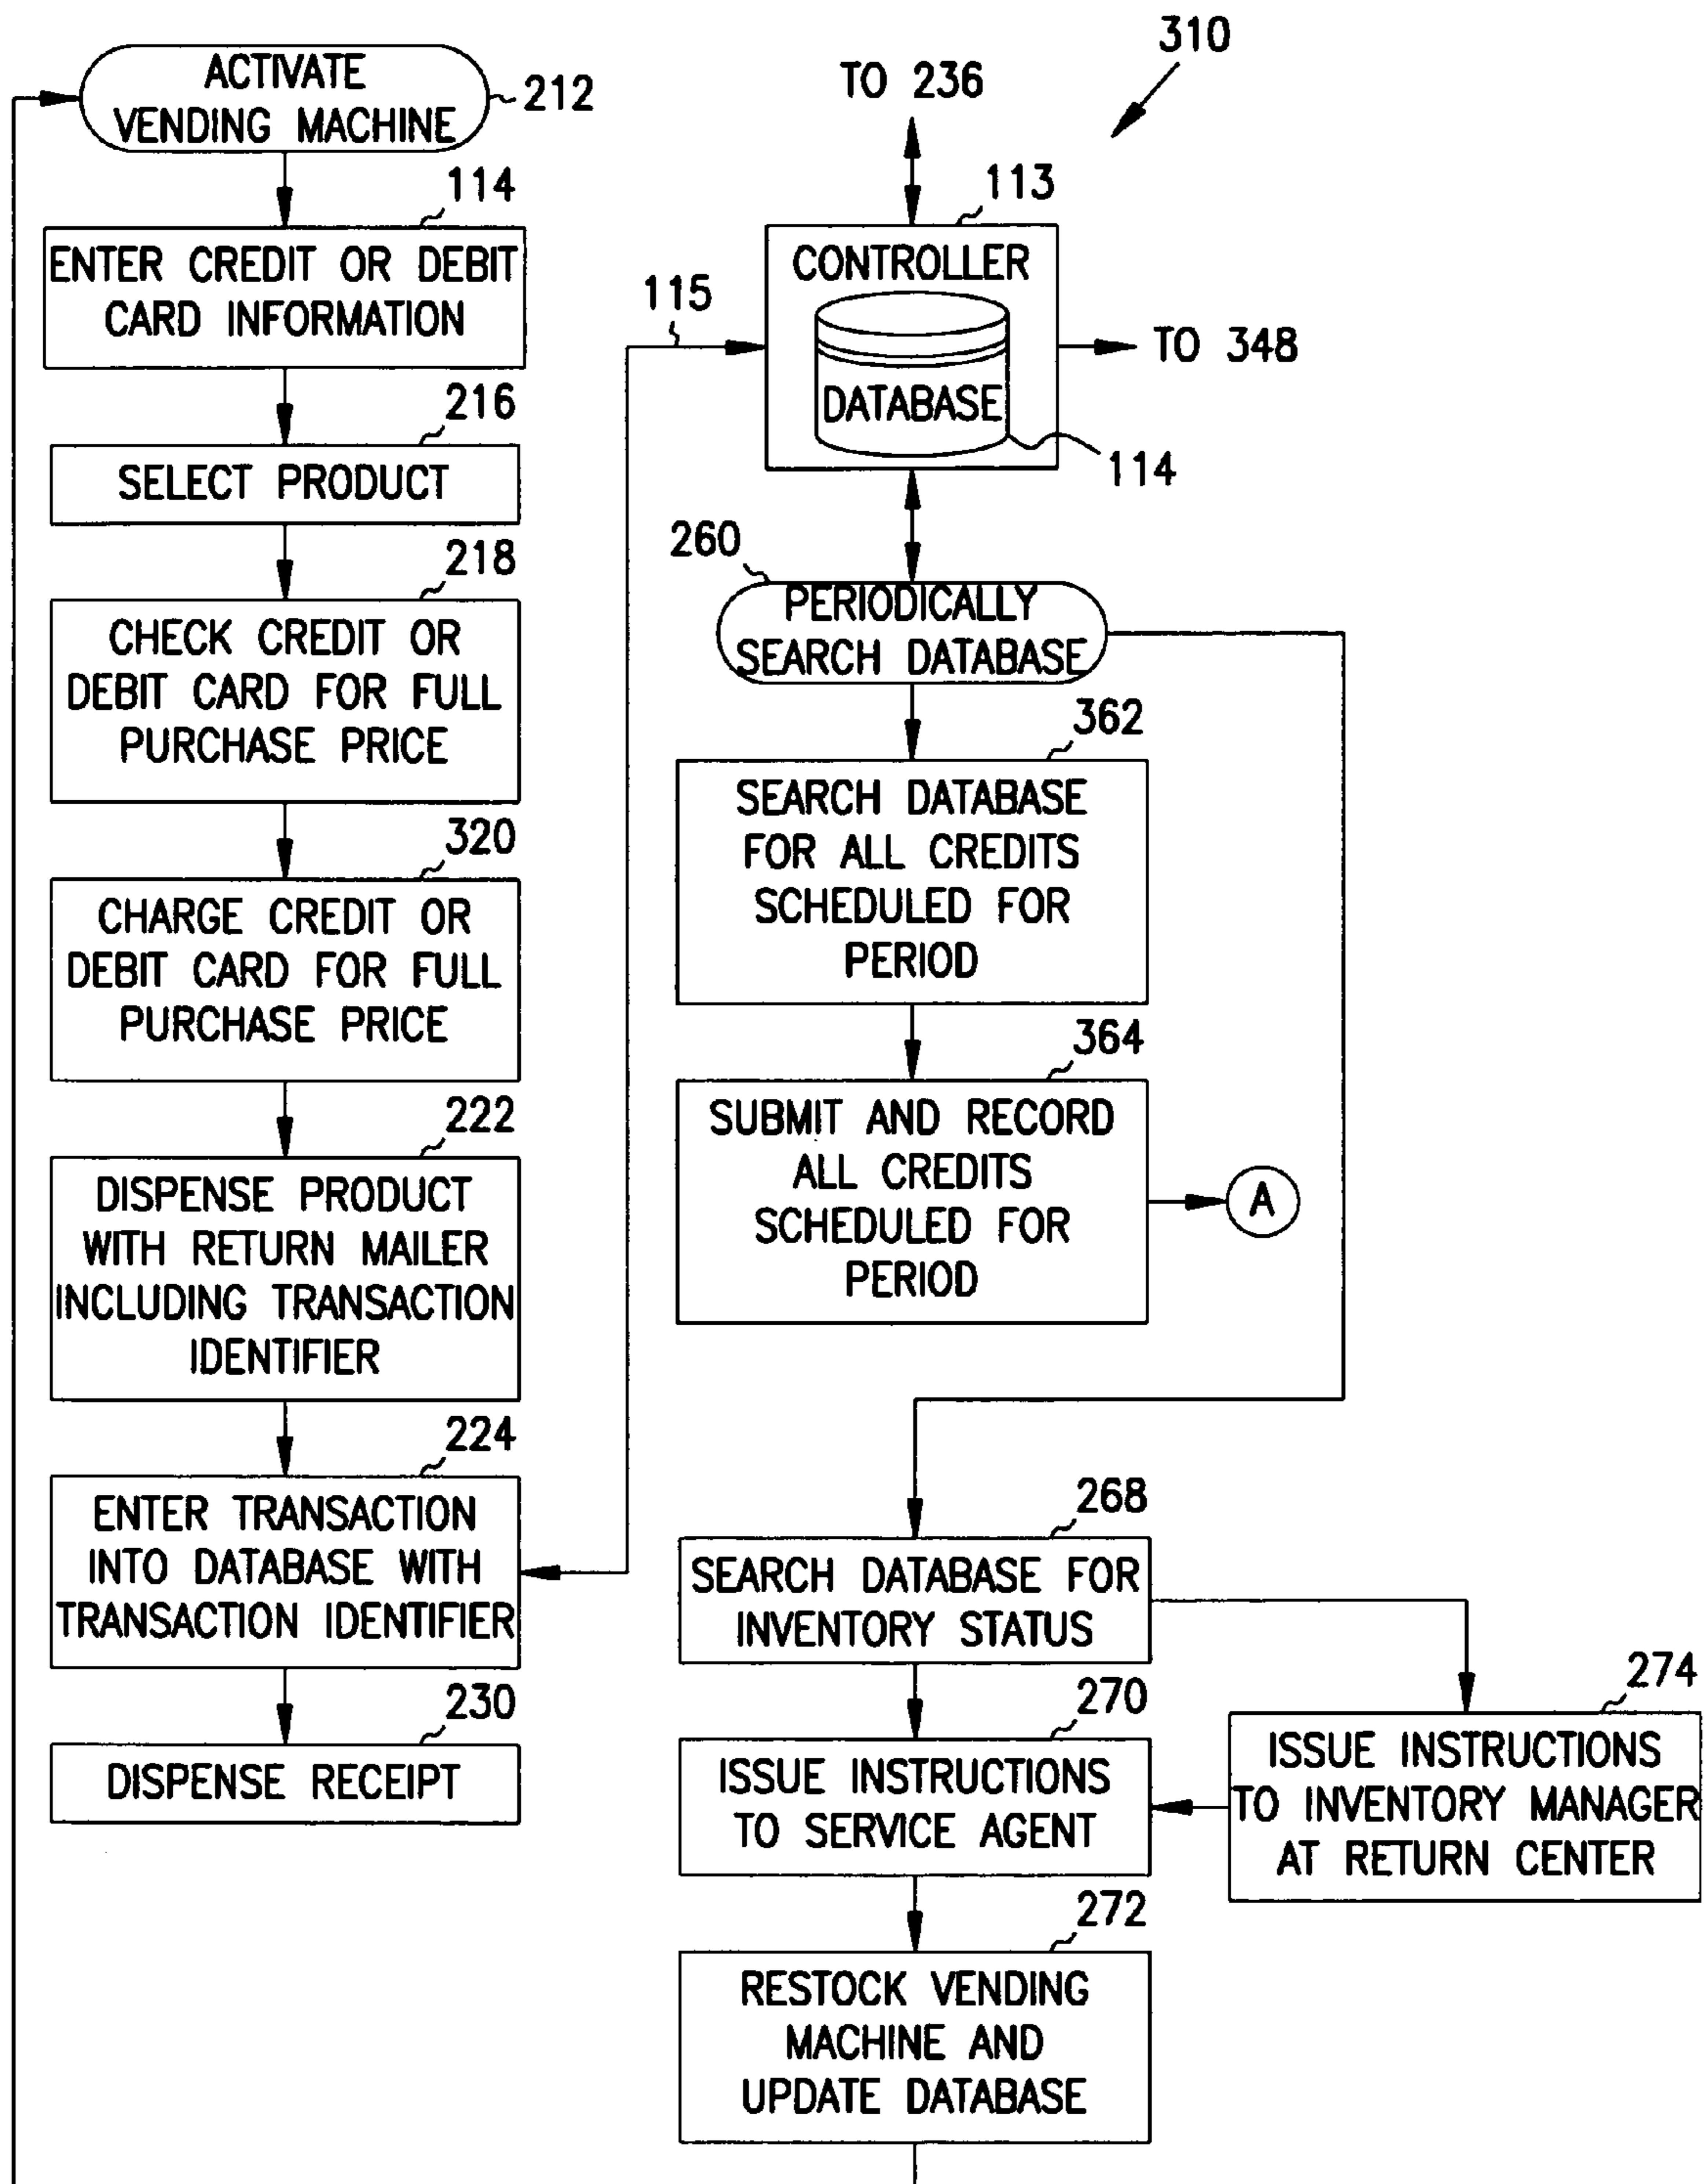 310
ACTIVATE
VENDING MACHINE
212
114
ENTER CREDIT OR DEBIT
CARD INFORMATION
216
SELECT PRODUCT
218
CHECK CREDIT OR
DEBIT CARD FOR FULL
PURCHASE PRICE
320
CHARGE CREDIT OR
DEBIT CARD FOR FULL
PURCHASE PRICE
222
DISPENSE PRODUCT
WITH RETURN MAILER
INCLUDING TRANSACTION
IDENTIFIER
224
ENTER TRANSACTION
INTO DATABASE WITH
TRANSACTION IDENTIFIER
230
DISPENSE RECEIPT
TO 236
113
CONTROLLER
115
TO 348
DATABASE
114
260
PERIODICALLY
SEARCH DATABASE
362
SEARCH DATABASE
FOR ALL CREDITS
SCHEDULED FOR
PERIOD
364
SUBMIT AND RECORD
ALL CREDITS
SCHEDULED FOR
PERIOD
A
268
SEARCH DATABASE FOR
INVENTORY STATUS
270
ISSUE INSTRUCTIONS
TO SERVICE AGENT
274
ISSUE INSTRUCTIONS
TO INVENTORY MANAGER
AT RETURN CENTER
272
RESTOCK VENDING
MACHINE AND
UPDATE DATABASE